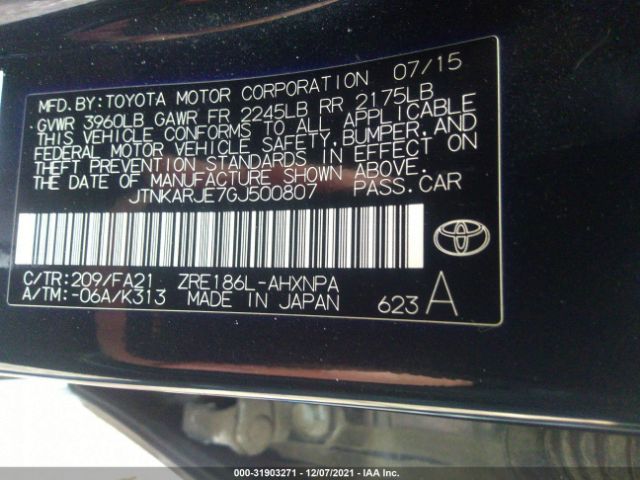 MFD.BY:TOYOTA MOTOR CORPORATION 07/15
GVWR 3960LB GAWR FR 2245LB RR 2175LB
THIS VEHICLE CONFORMS TO ALL APPLICABLE
FEDERAL MOTOR VEHICLE SAFETY,BUMPER,AND
THEFT PREVENTION STANDARDS IN EFFECT ON
THE DATE OF MANUFACTURE SHOWN ABOVE.
JTNKARJE7GJ500807 PASS.CAR
C/TR:209/FA21 ZRE186L-AHXNPA
A/TM:-06A/K313 MADE IN JAPAN 623 A
000-31903271 - 12/07/2021 - IAA Inc.